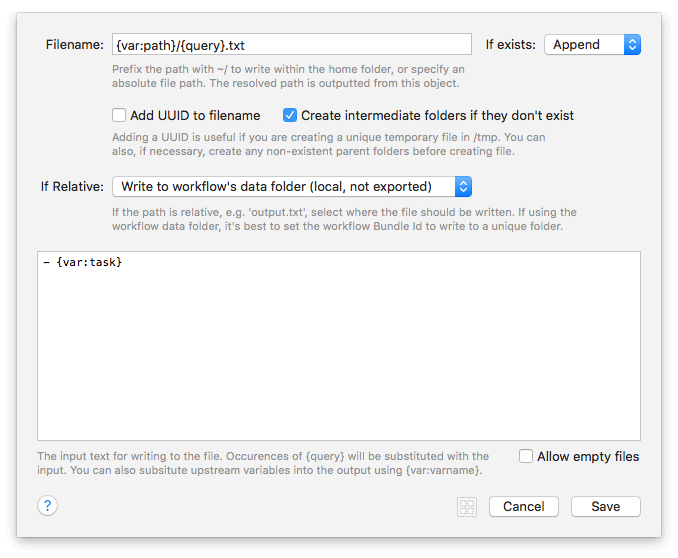 Filename: {var:path}/{query}.txt If exists: Append
Prefix the path with ~/ to write within the home folder, or specify an
absolute file path. The resolved path is outputted from this object.
Add UUID to filename Create intermediate folders if they don't exist
Adding a UUID is useful if you are creating a unique temporary file in /tmp. You can
also, if necessary, create any non-existent parent folders before creating file.
If Relative: Write to workflow's data folder (local, not exported)
If the path is relative, e.g. 'output.txt', select where the file should be written. If using the
workflow data folder, it's best to set the workflow Bundle Id to write to a unique folder.
- {var:task}
The input text for writing to the file. Occurences of {query} will be substituted with the
input. You can also subsitute upstream variables into the output using {var:varname}.
Allow empty files
? Cancel Save